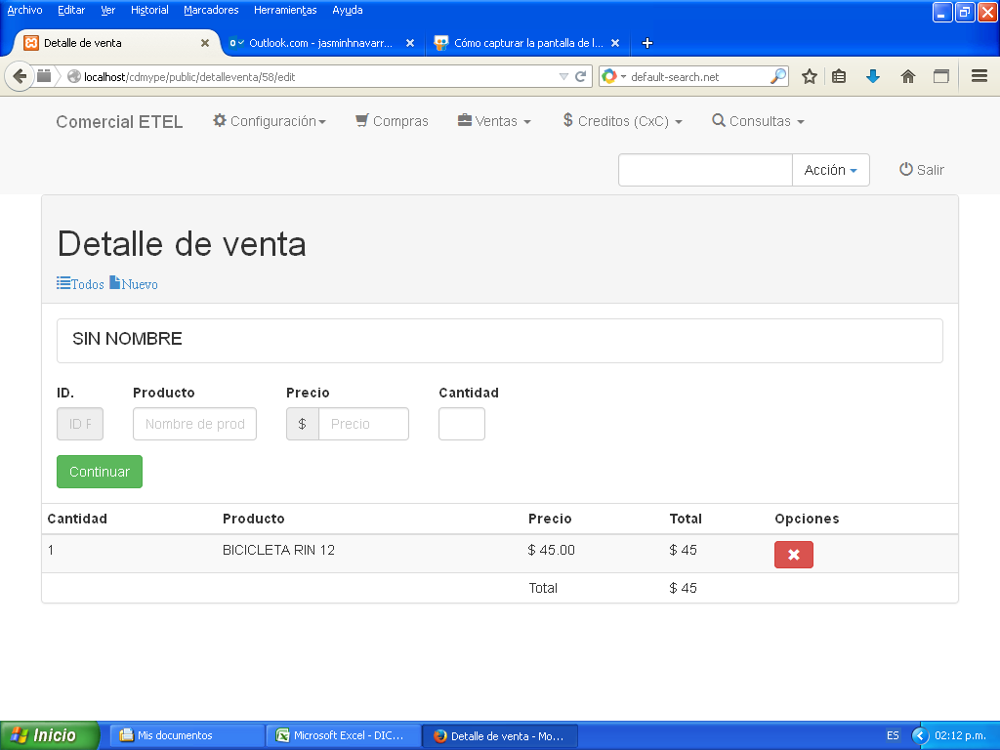 Archivo Editar Ver Historial Marcadores Herramientas Ayuda
Detalle de venta Outlook.com - jasminhnavarr... Cómo capturar la pantalla de l...
localhost/cdmype/public/detalleventa/58/edit default-search.net
Comercial ETEL Configuración Compras Ventas $ Creditos (CxC) Consultas
Acción Salir
Detalle de venta
Todos Nuevo
SIN NOMBRE
ID. Producto Precio Cantidad
ID F Nombre de prod $ Precio
Continuar
Cantidad Producto Precio Total Opciones
1 BICICLETA RIN 12 $ 45.00 $ 45
Total $ 45
Inicio Mis documentos Microsoft Excel - DIC... Detalle de venta - Mo... ES 02:12 p.m.